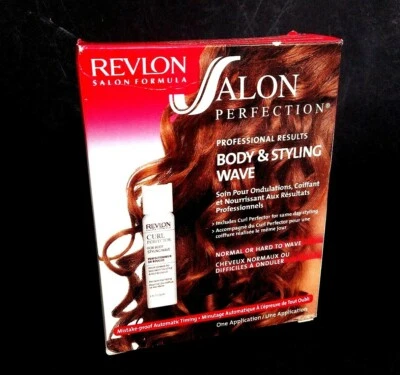 REVLON
SALON FORMULA
SALON
PERFECTION®
PROFESSIONAL RESULTS
BODY & STYLING
WAVE
Soin Pour Ondulations, Coiffant
et Nourrissant Aux Résultats
Professionnels
• Includes Curl Perfector for same day styling
• Accompagné du Curl Perfector pour une
coiffure réalisée le même jour
NORMAL OR HARD TO WAVE
CHEVEUX NORMAUX OU
DIFFICILES À ONDULER
REVLON
CURL
PERFECTOR
Mistake-proof Automatic Timing • Minutage Automatique À l'épreuve de Tout Oubli
One Application/Une Application